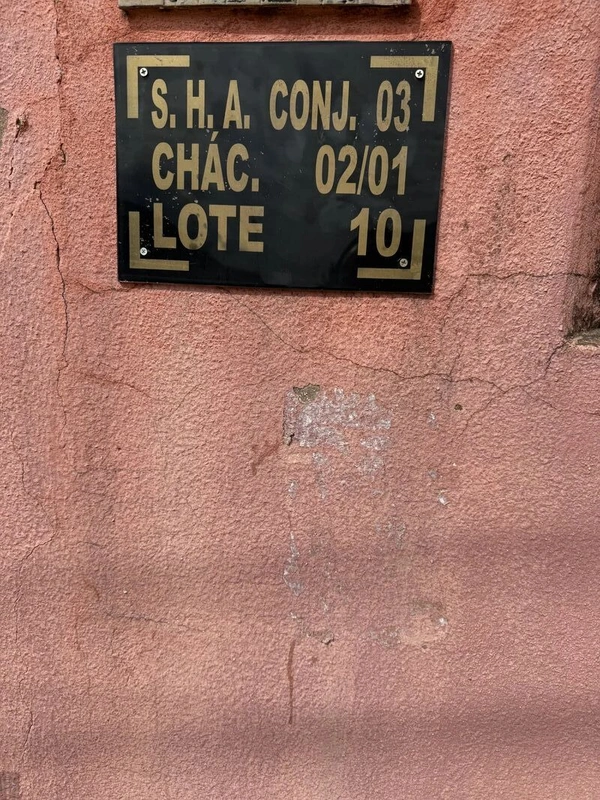 S. H. A. CONJ. 03
CHÁC. 02/01
LOTE 10